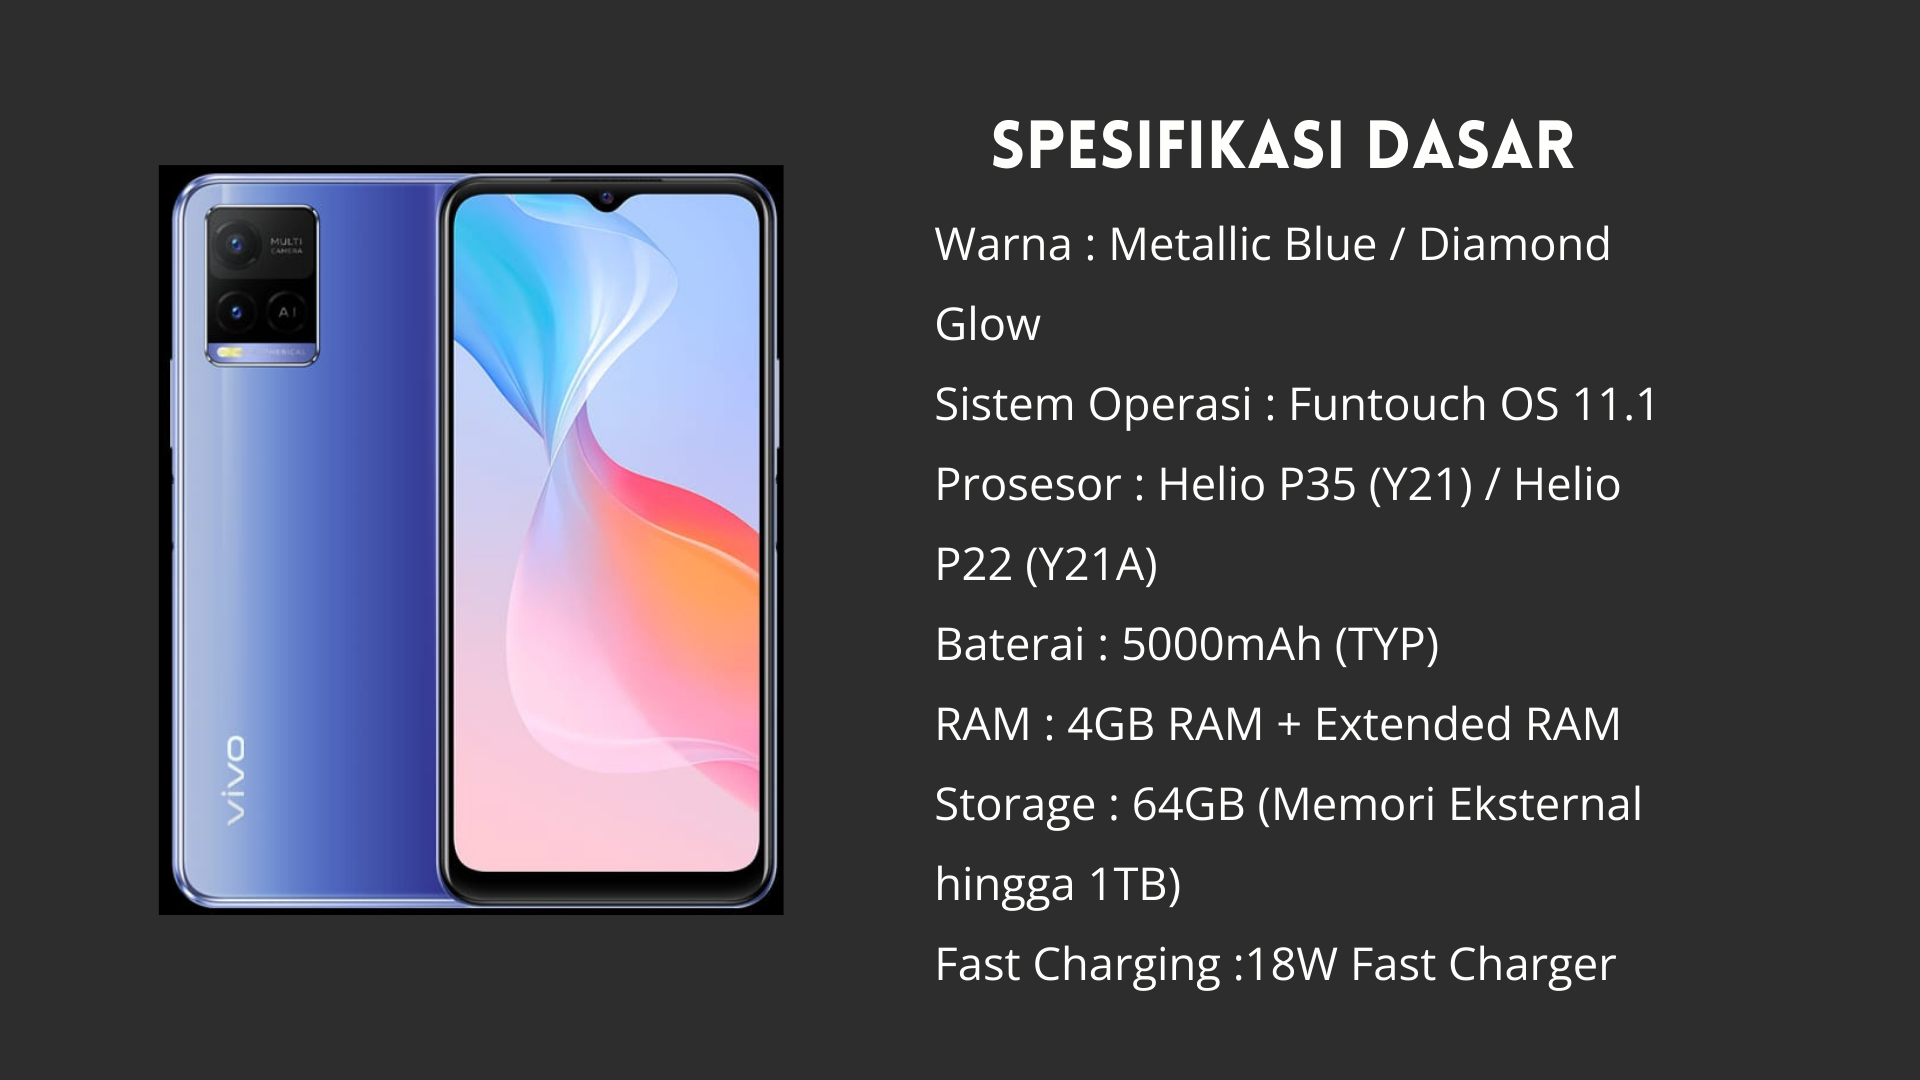 MULTI
CAMERA
AI
vivo
SPESIFIKASI DASAR
Warna : Metallic Blue / Diamond
Glow
Sistem Operasi : Funtouch OS 11.1
Prosesor : Helio P35 (Y21) / Helio
P22 (Y21A)
Baterai : 5000mAh (TYP)
RAM : 4GB RAM + Extended RAM
Storage : 64GB (Memori Eksternal
hingga 1TB)
Fast Charging :18W Fast Charger